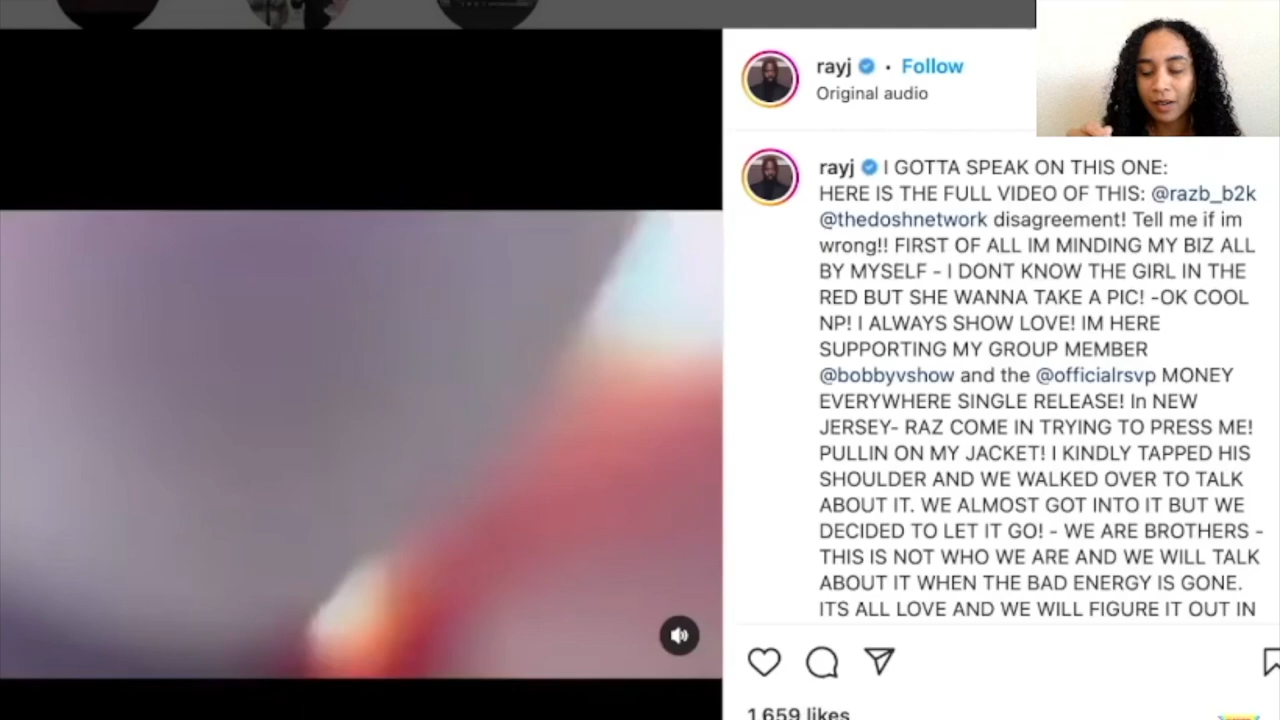 rayj • Follow
Original audio
rayj I GOTTA SPEAK ON THIS ONE:
HERE IS THE FULL VIDEO OF THIS: @razb_b2k
@thedoshnetwork disagreement! Tell me if im
wrong!! FIRST OF ALL IM MINDING MY BIZ ALL
BY MYSELF - I DONT KNOW THE GIRL IN THE
RED BUT SHE WANNA TAKE A PIC! -OK COOL
NP! I ALWAYS SHOW LOVE! IM HERE
SUPPORTING MY GROUP MEMBER
@bobbyvshow and the @officialrsvp MONEY
EVERYWHERE SINGLE RELEASE! In NEW
JERSEY- RAZ COME IN TRYING TO PRESS ME!
PULLIN ON MY JACKET! I KINDLY TAPPED HIS
SHOULDER AND WE WALKED OVER TO TALK
ABOUT IT. WE ALMOST GOT INTO IT BUT WE
DECIDED TO LET IT GO! - WE ARE BROTHERS -
THIS IS NOT WHO WE ARE AND WE WILL TALK
ABOUT IT WHEN THE BAD ENERGY IS GONE.
ITS ALL LOVE AND WE WILL FIGURE IT OUT IN
1,659 likes